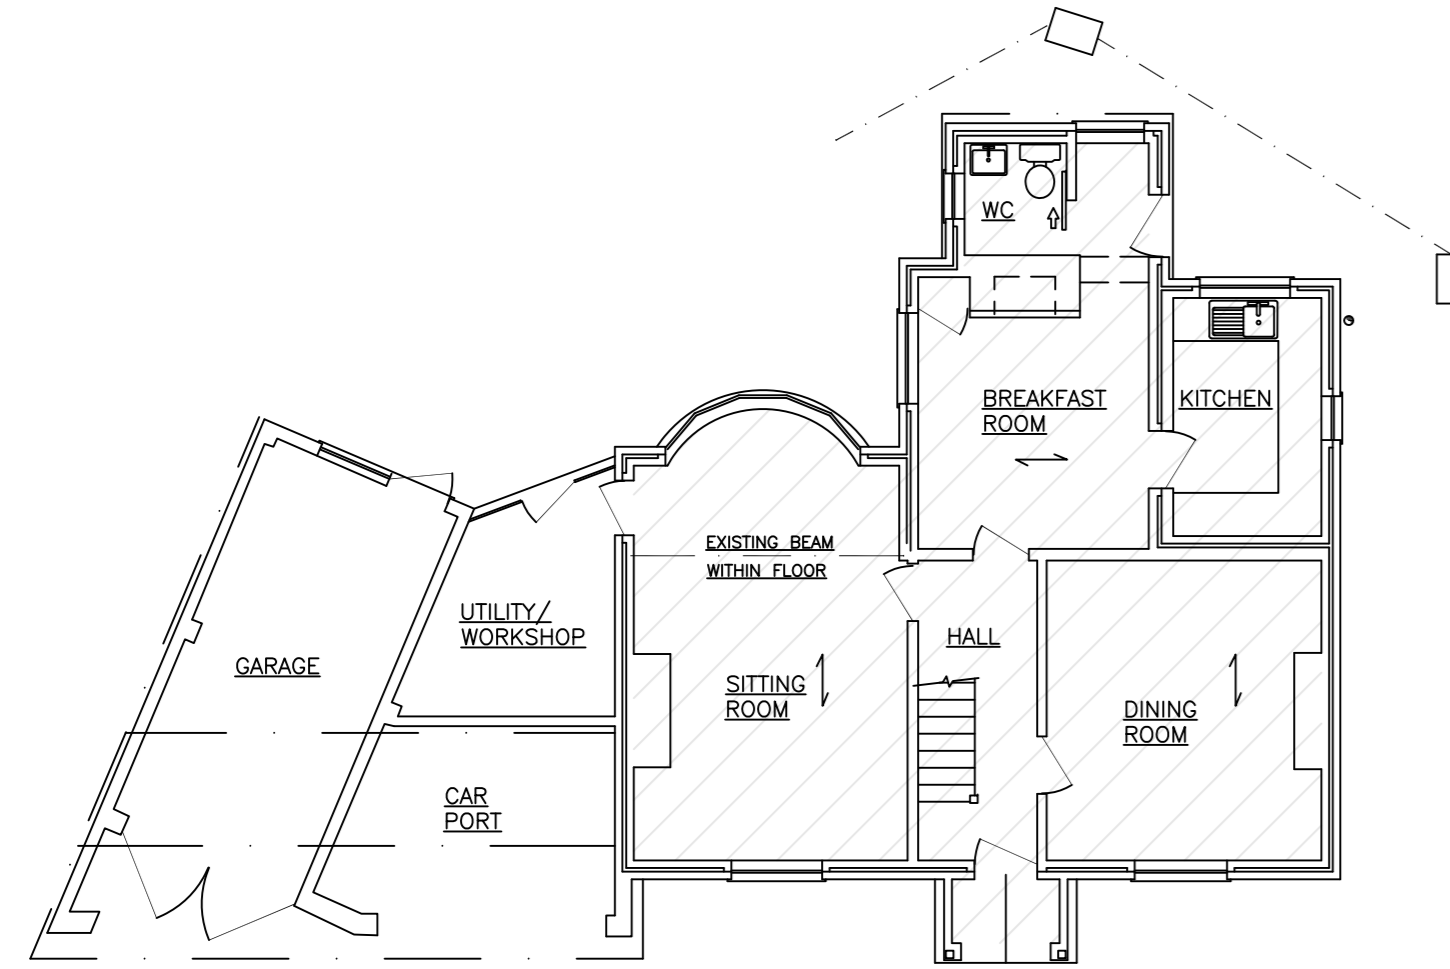 WC
BREAKFAST
ROOM
KITCHEN
EXISTING BEAM
WITHIN FLOOR
UTILITY/
WORKSHOP
HALL
GARAGE
SITTING
ROOM
DINING
ROOM
CAR
PORT